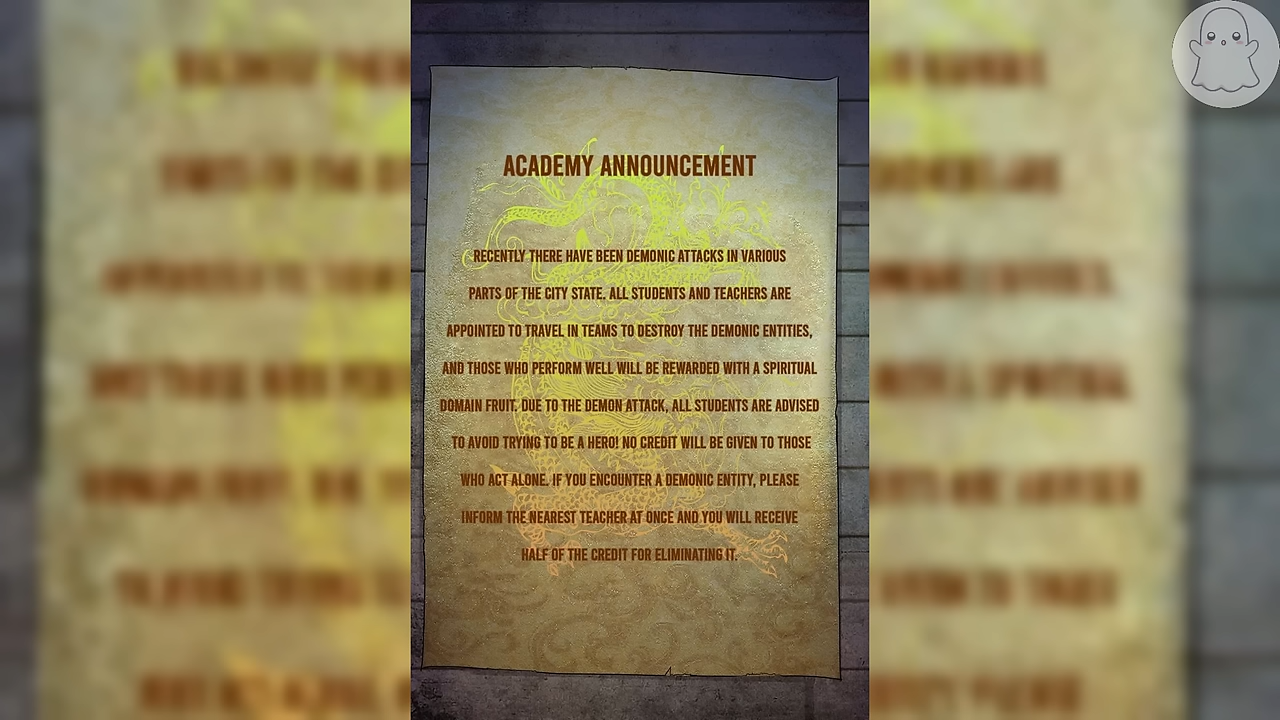 ACADEMY ANNOUNCEMENT
RECENTLY THERE HAVE BEEN DEMONIC ATTACKS IN VARIOUS
PARTS OF THE CITY STATE. ALL STUDENTS AND TEACHERS ARE
APPOINTED TO TRAVEL IN TEAMS TO DESTROY THE DEMONIC ENTITIES,
AND THOSE WHO PERFORM WELL WILL BE REWARDED WITH A SPIRITUAL
DOMAIN FRUIT. DUE TO THE DEMON ATTACK, ALL STUDENTS ARE ADVISED
TO AVOID TRYING TO BE A HERO! NO CREDIT WILL BE GIVEN TO THOSE
WHO ACT ALONE. IF YOU ENCOUNTER A DEMONIC ENTITY, PLEASE
INFORM THE NEAREST TEACHER AT ONCE AND YOU WILL RECEIVE
HALF OF THE CREDIT FOR ELIMINATING IT.